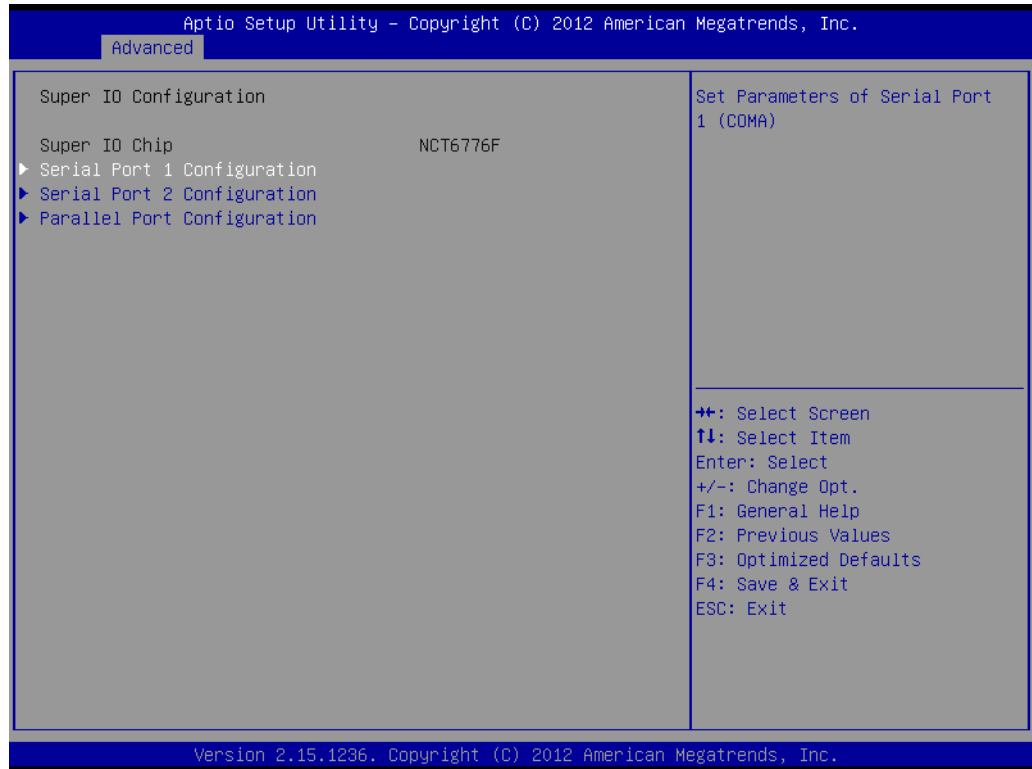 Aptio Setup Utility – Copyright (C) 2012 American Megatrends, Inc.
Advanced
Super IO Configuration
Super IO Chip NCT6776F
► Serial Port 1 Configuration
► Serial Port 2 Configuration
► Parallel Port Configuration
Set Parameters of Serial Port
1 (COMA)
→←: Select Screen
↑↓: Select Item
Enter: Select
+/-: Change Opt.
F1: General Help
F2: Previous Values
F3: Optimized Defaults
F4: Save & Exit
ESC: Exit
Version 2.15.1236. Copyright (C) 2012 American Megatrends, Inc.